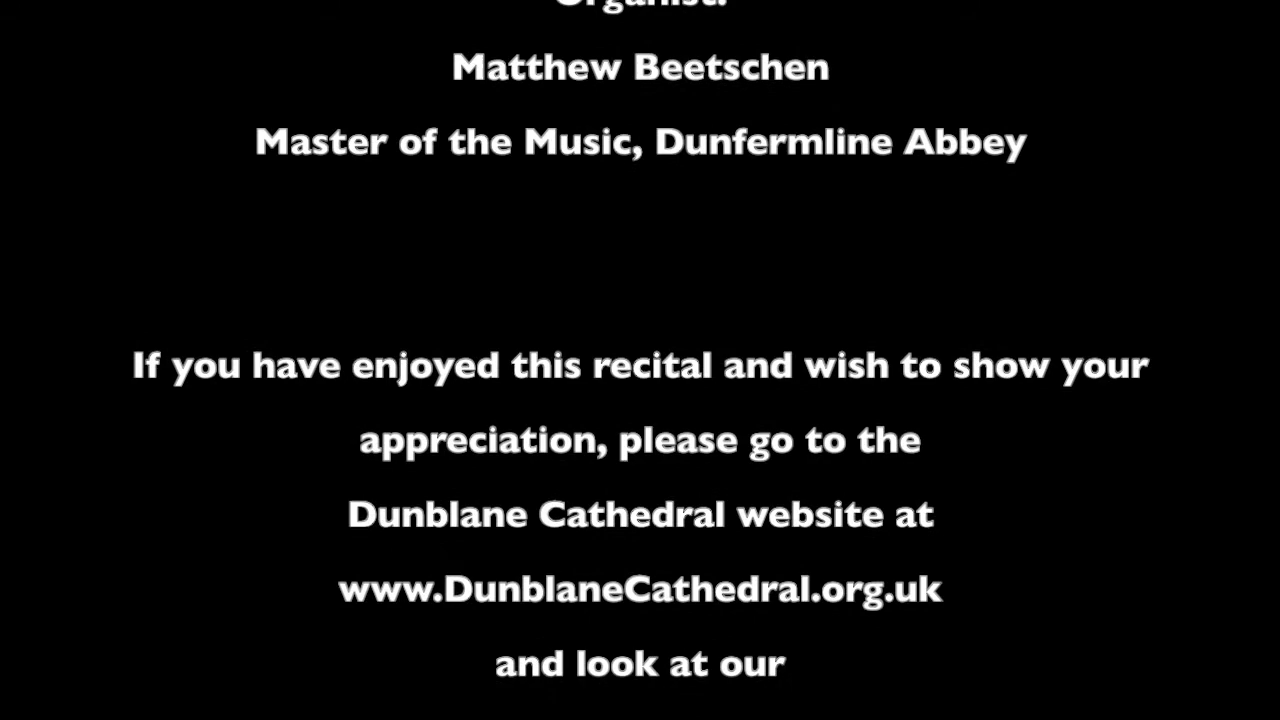 Organist:
Matthew Beetschen
Master of the Music, Dunfermline Abbey
If you have enjoyed this recital and wish to show your
appreciation, please go to the
Dunblane Cathedral website at
www.DunblaneCathedral.org.uk
and look at our